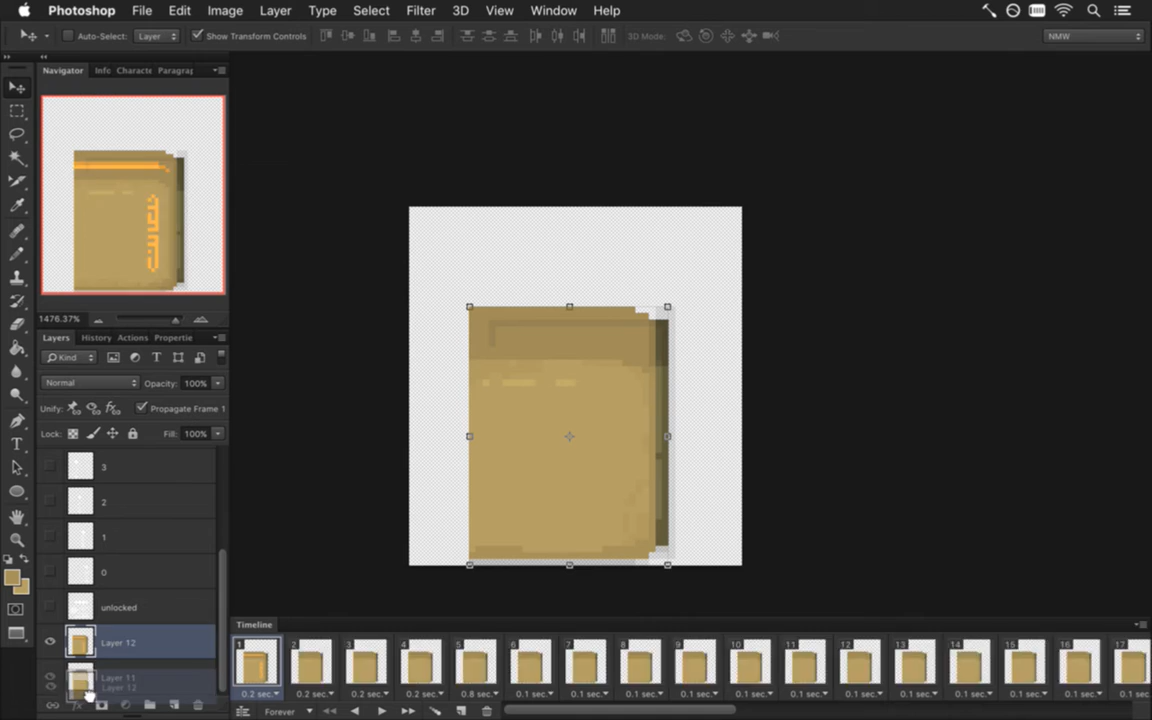 Photoshop File Edit Image Layer Type Select Filter 3D View Window Help
Auto-Select: Layer Show Transform Controls 3D Mode: NMW
Navigator Info Characte Paragrap
1476.37%
Layers History Actions Propertie
Kind
Normal Opacity: 100%
Unify: Propagate Frame 1
Lock: Fill: 100%
3
2
1
0
unlocked
Layer 12
Layer 11
Layer 12
Timeline
1 2 3 4 5 6 7 8 9 10 11 12 13 14 15 16 17
0.2 sec. 0.2 sec. 0.2 sec. 0.2 sec. 0.8 sec. 0.1 sec. 0.1 sec. 0.1 sec. 0.1 sec. 0.1 sec. 0.1 sec. 0.1 sec. 0.1 sec. 0.1 sec. 0.1 sec. 0.1 sec. 0.1 sec.
Forever